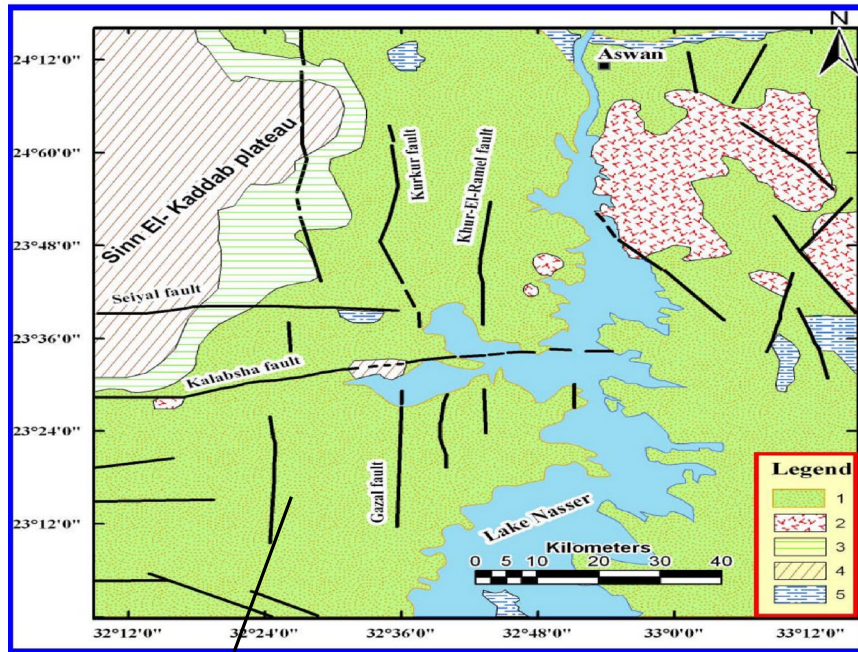 N
24°12'0"
24°60'0"
23°48'0"
23°36'0"
23°24'0"
23°12'0"
Aswan
Sinn El- Kaddab plateau
Kurkur fault
Khur-El-Ramel fault
Seiyal fault
Kalabsha fault
Gazal fault
Lake Nasser
Kilometers
0 5 10 20 30 40
Legend
1
2
3
4
5
32°12'0" 32°24'0" 32°36'0" 32°48'0" 33°0'0" 33°12'0"